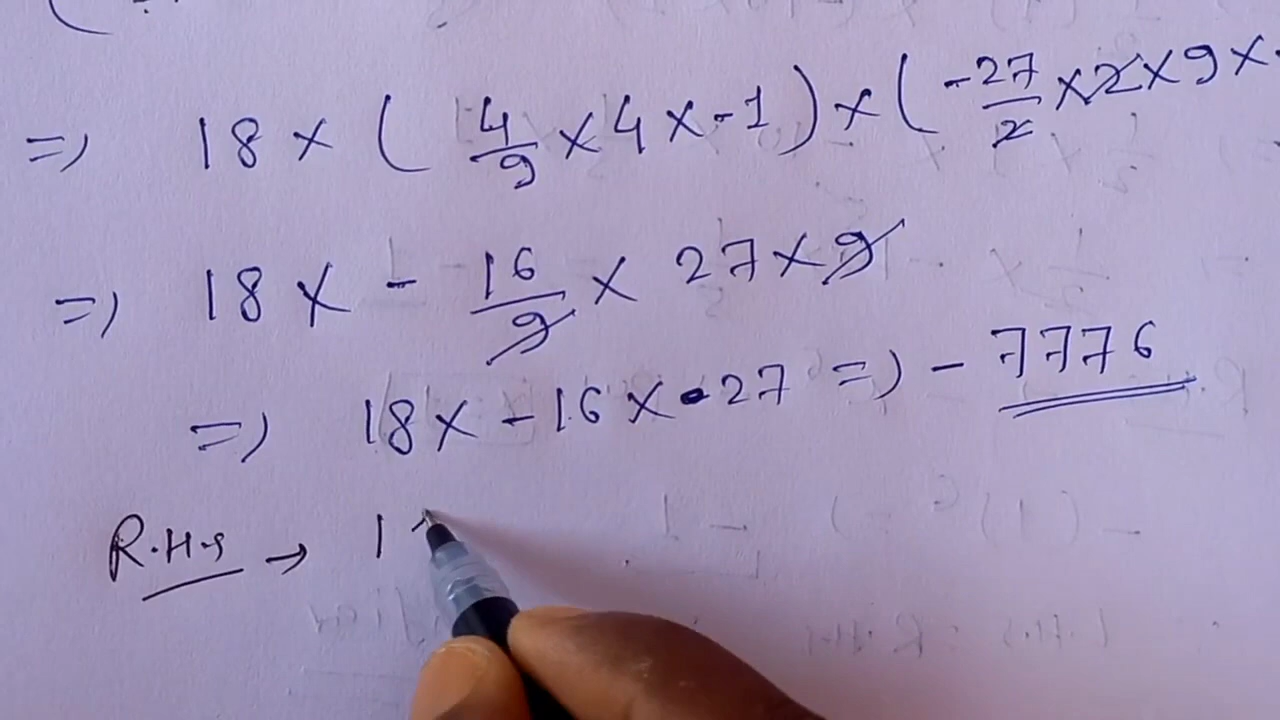 =) 18 × ( 4/9 × 4 × -1 ) × ( -27/2 × 2 × 9 ×
=) 18 × - 16/9 × 27 × 9
=) 18 × - 16 × 27 =) - 7776
R.H.S → 1